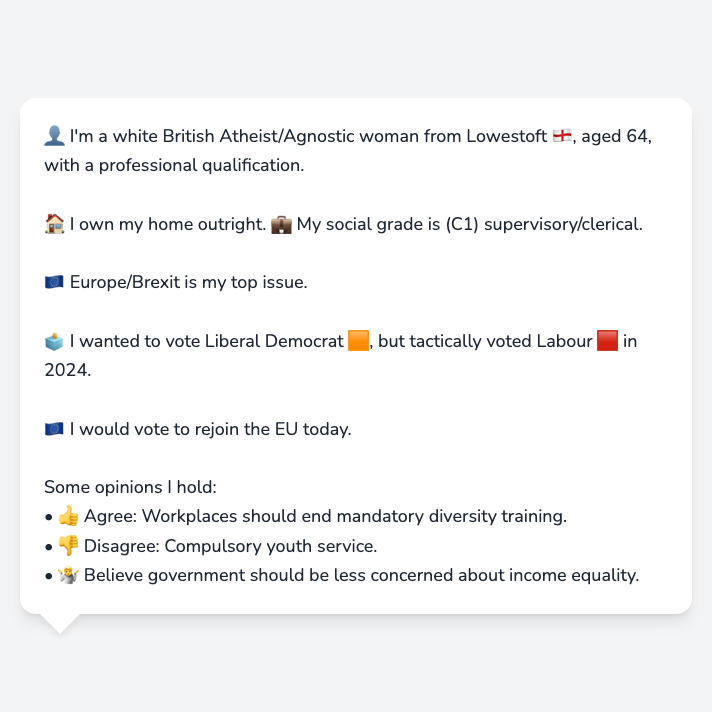 👤 I'm a white British Atheist/Agnostic woman from Lowestoft 🏴󠁧󠁢󠁥󠁮󠁧󠁿, aged 64,
with a professional qualification.
🏠 I own my home outright. 💼 My social grade is (C1) supervisory/clerical.
🇪🇺 Europe/Brexit is my top issue.
🗳️ I wanted to vote Liberal Democrat 🟧, but tactically voted Labour 🟥 in
2024.
🇪🇺 I would vote to rejoin the EU today.
Some opinions I hold:
• 👍 Agree: Workplaces should end mandatory diversity training.
• 👎 Disagree: Compulsory youth service.
• 🤷 Believe government should be less concerned about income equality.